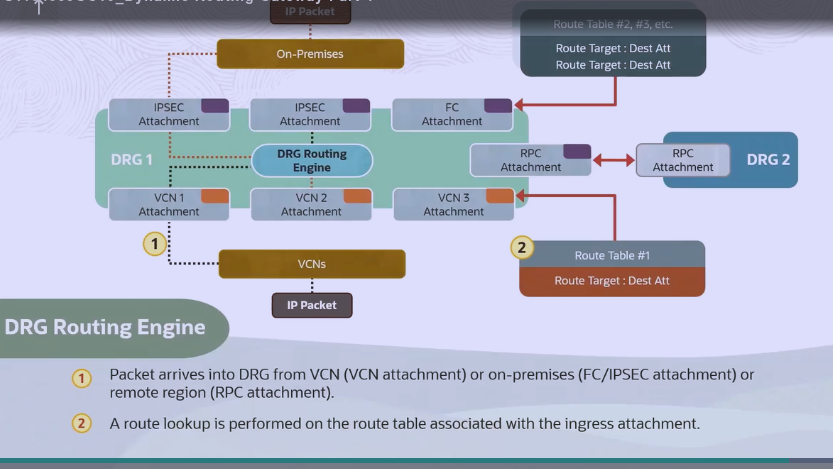 IP Packet
Route Table #2, #3, etc.
On-Premises
Route Target : Dest Att
Route Target : Dest Att
IPSEC
Attachment
IPSEC
Attachment
FC
Attachment
DRG 1
DRG Routing
Engine
RPC
Attachment
RPC
Attachment
DRG 2
VCN 1
Attachment
VCN 2
Attachment
VCN 3
Attachment
1
2
VCNs
Route Table #1
Route Target : Dest Att
IP Packet
DRG Routing Engine
1 Packet arrives into DRG from VCN (VCN attachment) or on-premises (FC/IPSEC attachment) or
remote region (RPC attachment).
2 A route lookup is performed on the route table associated with the ingress attachment.